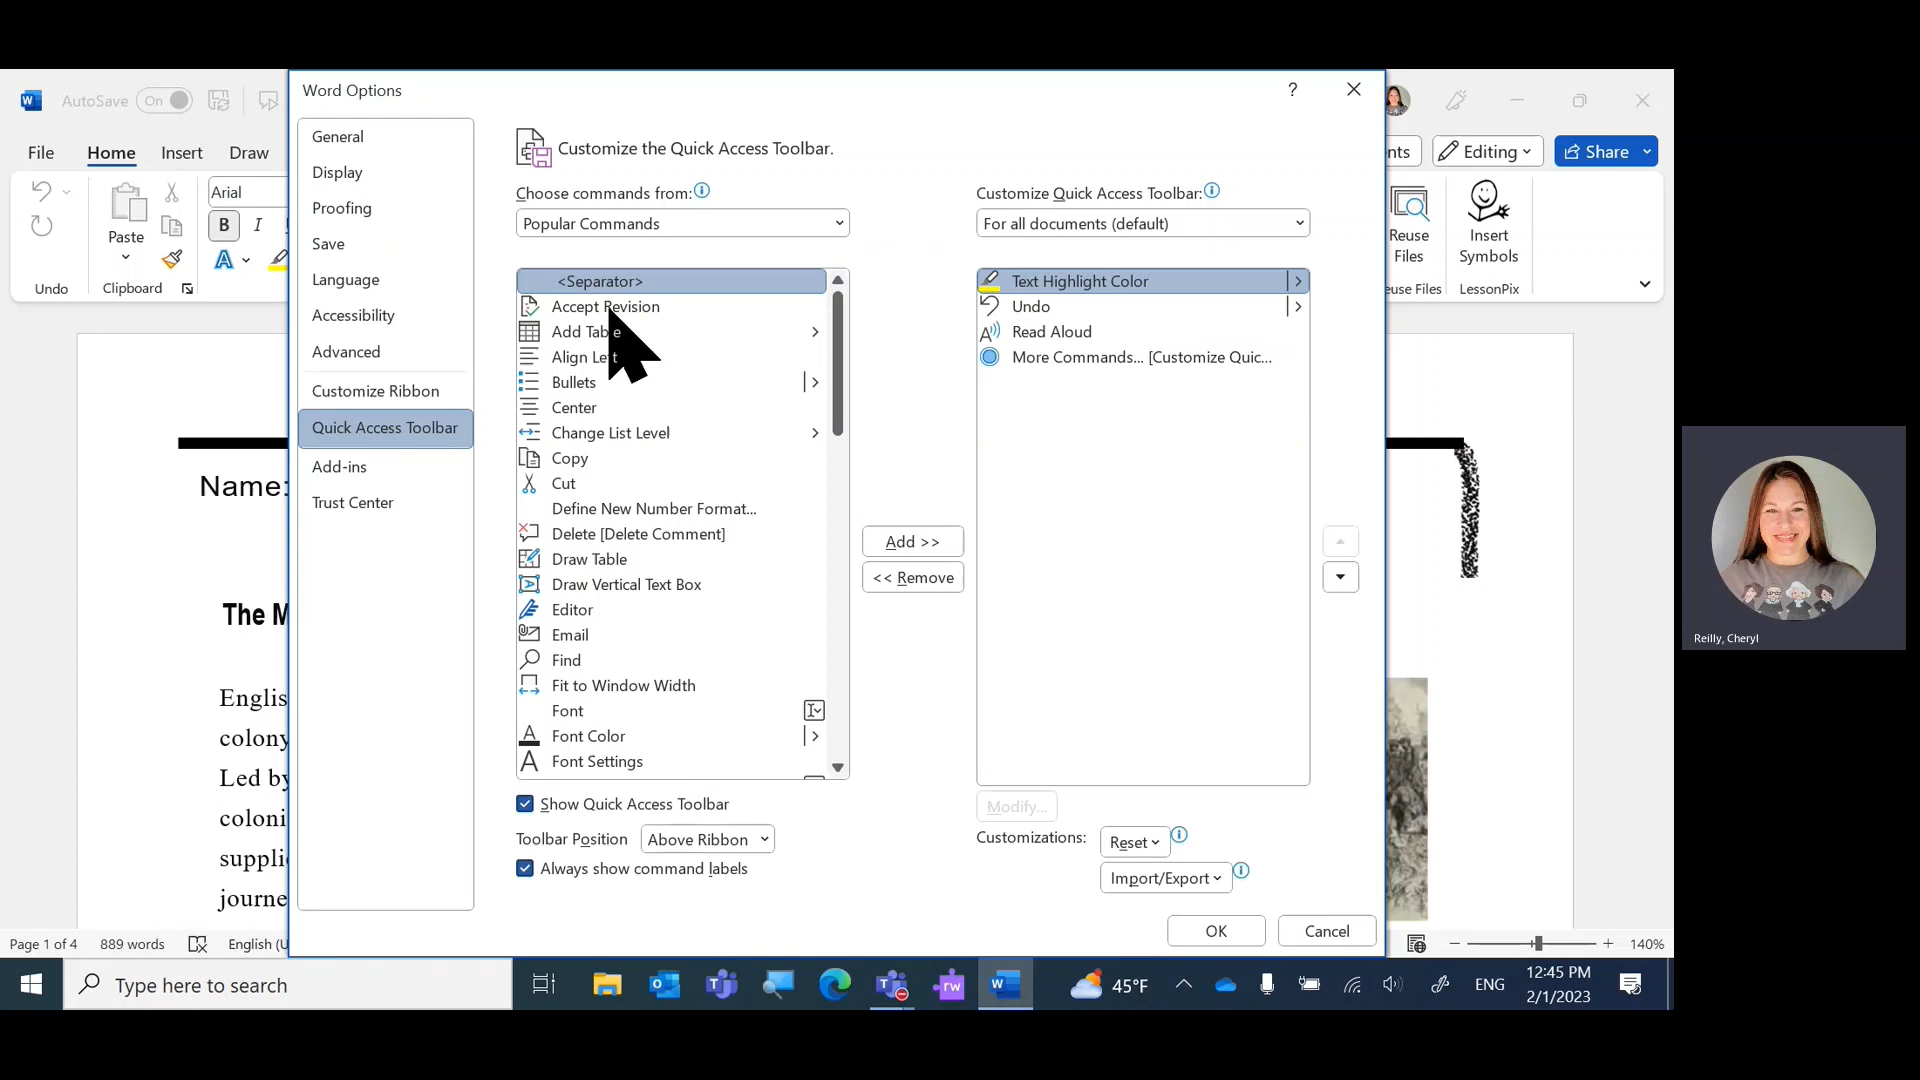 Word Options
?
AutoSave
On
File
Home
Insert
Draw
nts
Editing
Share
Arial
B
I
A
Paste
Undo
Clipboard
Reuse
Files
Insert
Symbols
euse Files
LessonPix
General
Display
Proofing
Save
Language
Accessibility
Advanced
Customize Ribbon
Quick Access Toolbar
Add-ins
Trust Center
Customize the Quick Access Toolbar.
Choose commands from:
Popular Commands
<Separator>
Accept Revision
Add Table
Align Left
Bullets
Center
Change List Level
Copy
Cut
Define New Number Format...
Delete [Delete Comment]
Draw Table
Draw Vertical Text Box
Editor
Email
Find
Fit to Window Width
Font
Font Color
Font Settings
Show Quick Access Toolbar
Toolbar Position
Above Ribbon
Always show command labels
Add >>
<< Remove
Customize Quick Access Toolbar:
For all documents (default)
Text Highlight Color
Undo
Read Aloud
More Commands... [Customize Quic...
Modify...
Customizations:
Reset
Import/Export
OK
Cancel
Name:
The M
Englis
colony
Led by
coloni
supplie
journe
Page 1 of 4
889 words
English (U
140%
Type here to search
rw
45°F
ENG
12:45 PM
2/1/2023
Reilly, Cheryl